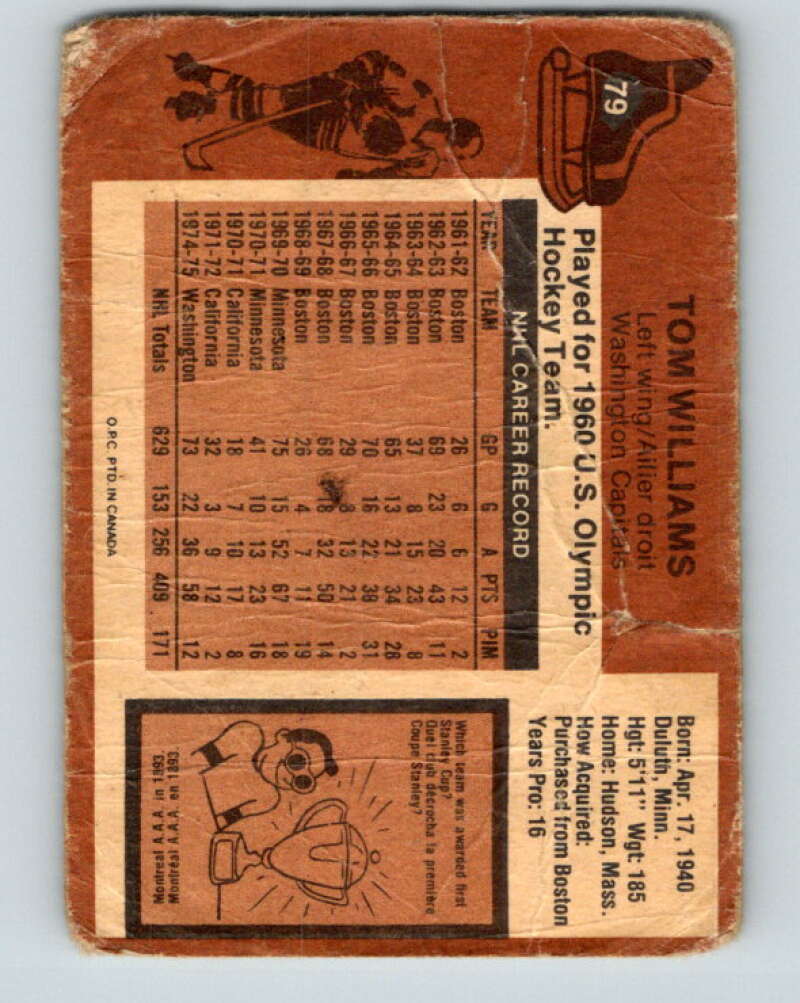 79
TOM WILLIAMS
Left wing/Ailier droit
Washington Capitals
Played for 1960 U.S. Olympic
Hockey Team.
NHL CAREER RECORD
YEAR TEAM GP G A PTS PIM
1961-62 Boston 26 6 6 12 2
1962-63 Boston 69 23 20 43 11
1963-64 Boston 37 8 15 23 8
1964-65 Boston 65 13 21 34 28
1965-66 Boston 70 16 22 38 31
1966-67 Boston 29 8 13 21 2
1967-68 Boston 68 32 50 14
1968-69 Boston 26 4 7 11 19
1969-70 Minnesota 75 15 52 67 18
1970-71 Minnesota 41 10 13 23 16
1970-71 California 18 7 10 17 8
1971-72 California 32 3 9 12 2
1974-75 Washington 73 22 36 58 12
NHL Totals 629 153 256 409 171
O.P.C. PTD. IN CANADA
Born: Apr. 17, 1940
Duluth, Minn.
Hgt: 5'11" Wgt: 185
Home: Hudson, Mass.
How Acquired:
Purchased from Boston
Years Pro: 16
Which team was awarded first
Stanley Cup?
Quel club décrocha la première
Coupe Stanley?
Montreal A.A.A. in 1893.
Montréal A.A.A. en 1893.